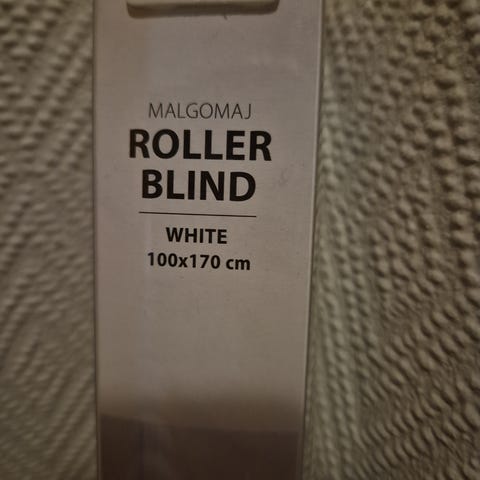 MALGOMAJ
ROLLER
BLIND
WHITE
100x170 cm